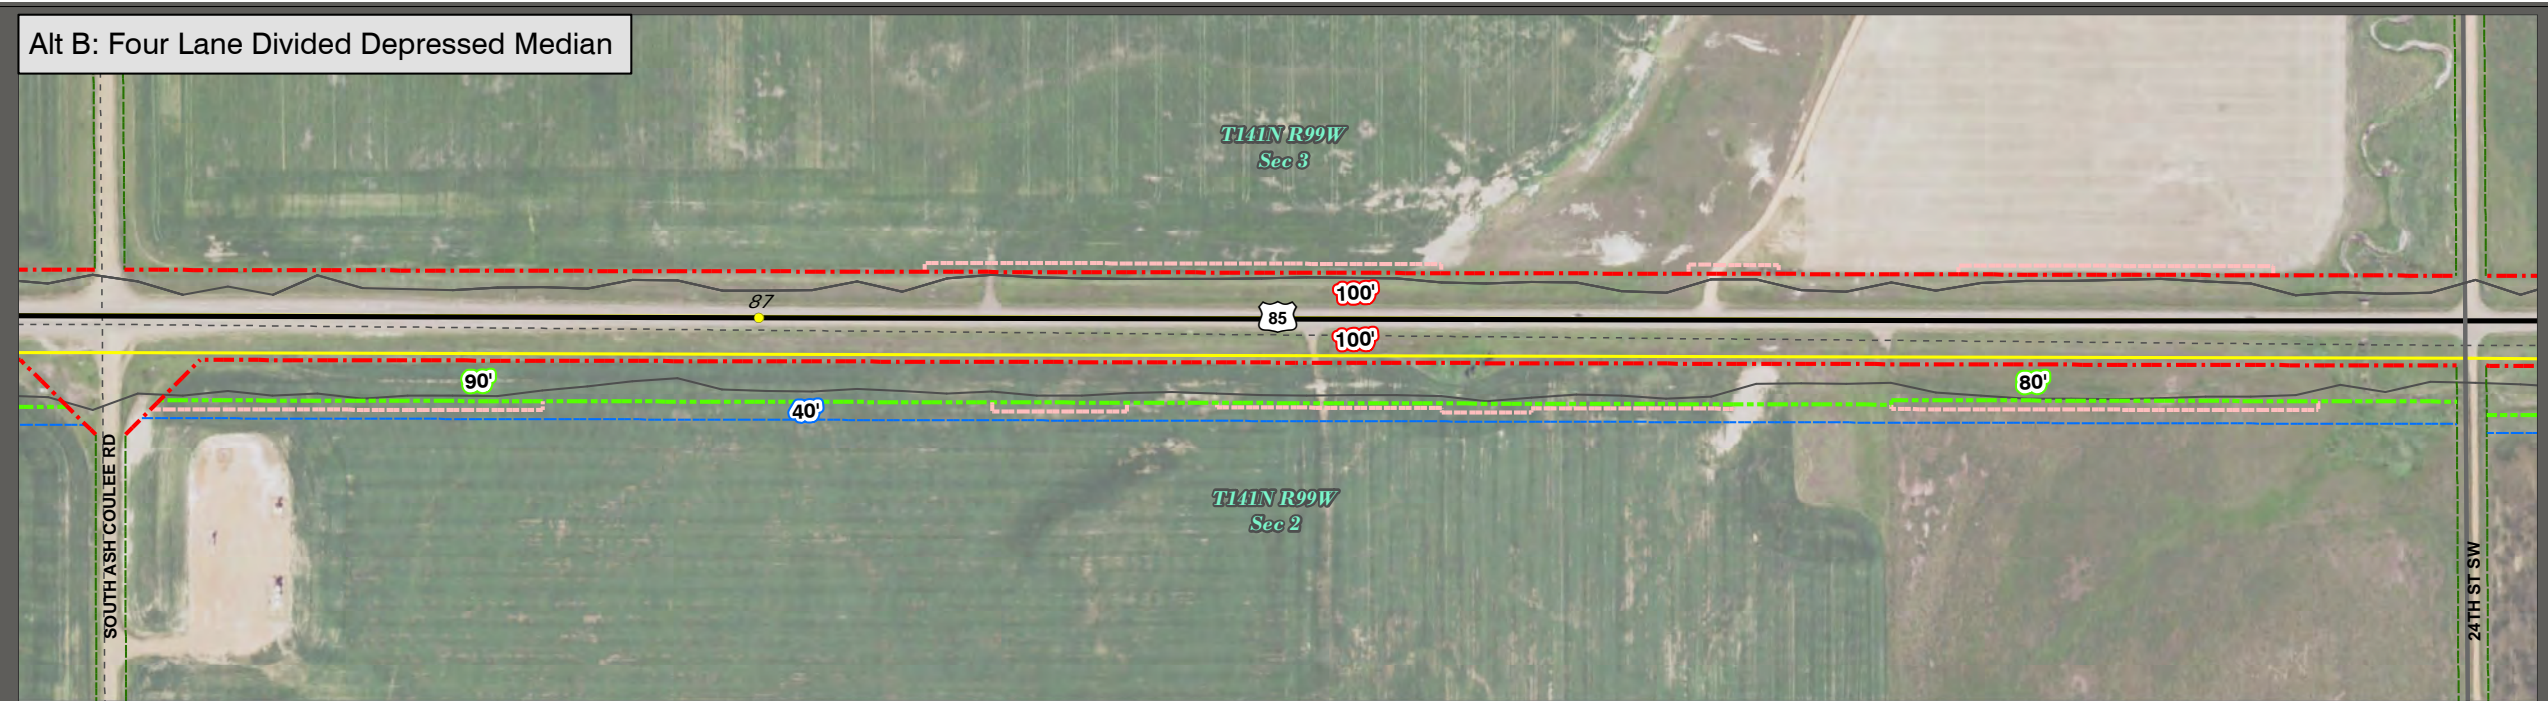 Alt B: Four Lane Divided Depressed Median
T141N R99W
Sec 3
87
100'
85
100'
90'
80'
40'
SOUTH ASH COULEE RD
T141N R99W
Sec 2
24TH ST SW